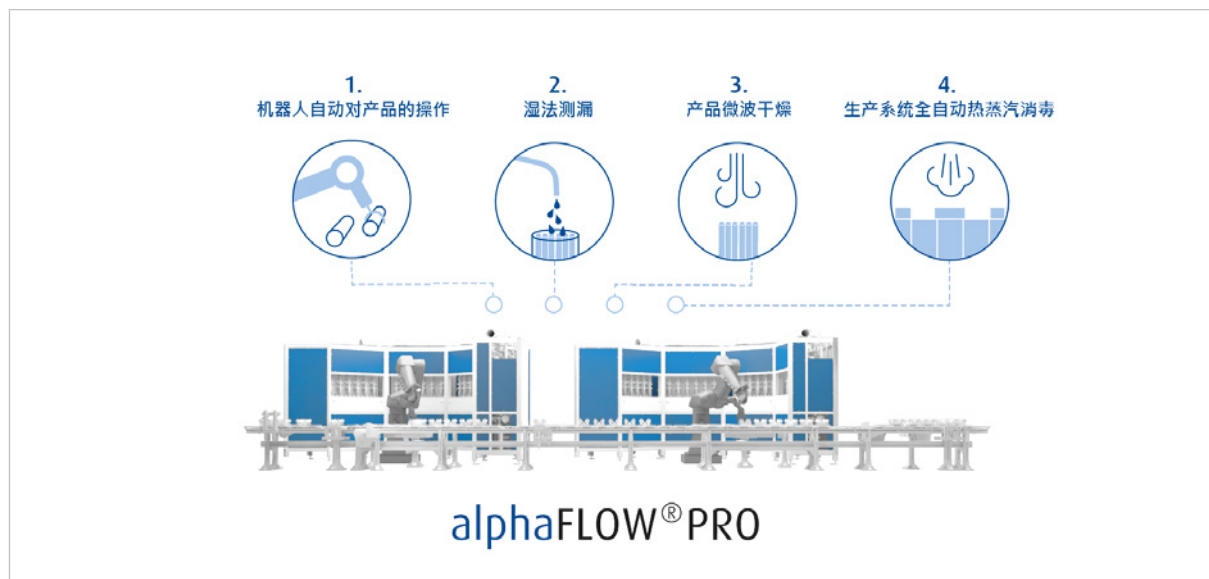 1.
机器人自动对产品的操作
2.
湿法测漏
3.
产品微波干燥
4.
生产系统全自动热蒸汽消毒
alphaFLOW®PRO